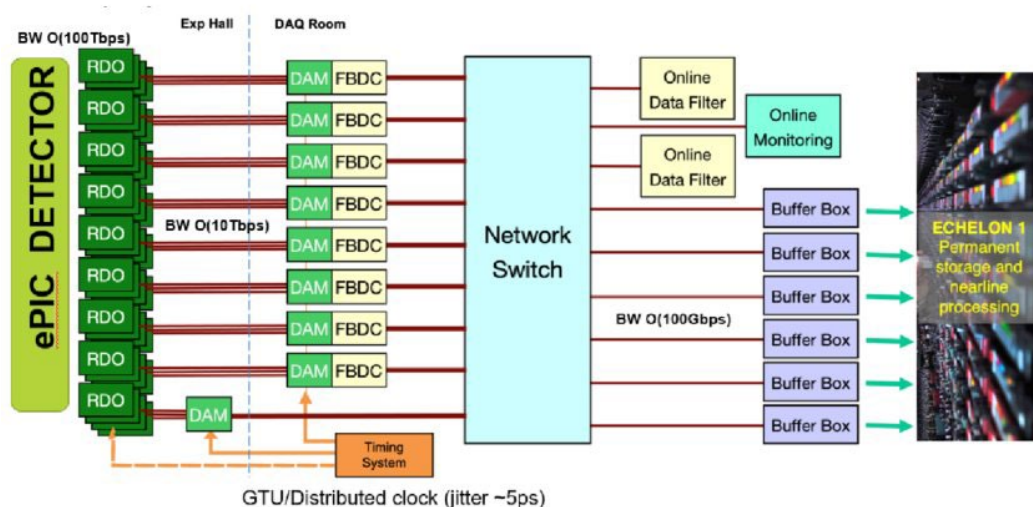 Exp Hall
DAQ Room
BW O(100Tbps)
ePIC DETECTOR
RDO
RDO
RDO
RDO
RDO
RDO
RDO
RDO
RDO
BW O(10Tbps)
DAM
DAM FBDC
DAM FBDC
DAM FBDC
DAM FBDC
DAM FBDC
DAM FBDC
DAM FBDC
DAM FBDC
Timing
System
GTU/Distributed clock (jitter ~5ps)
Network
Switch
Online
Data Filter
Online
Monitoring
Online
Data Filter
BW O(100Gbps)
Buffer Box
Buffer Box
Buffer Box
Buffer Box
Buffer Box
Buffer Box
ECHELON 1
Permanent
storage and
nearline
processing